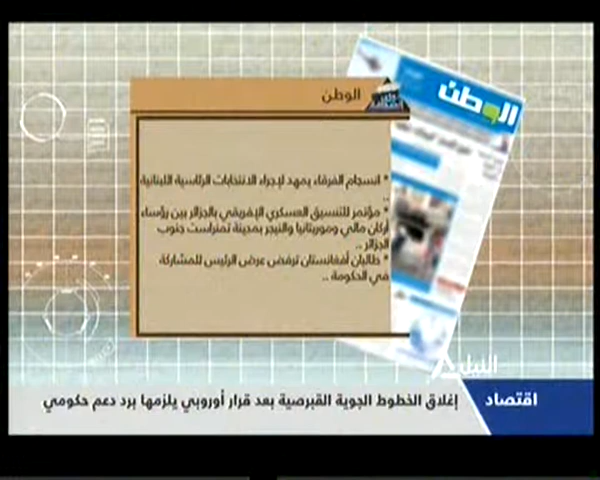 الوطن
الوطن
* انسجام الفرقاء يمهد لإجراء الانتخابات الرئاسية اللبنانية
..
* مؤتمر للتنسيق العسكري الإفريقي بالجزائر بين رؤساء
أركان مالي وموريتانيا والنيجر بمدينة تمنراست جنوب
الجزائر ..
* طالبان أفغانستان ترفض عرض الرئيس للمشاركة
في الحكومة ..
النيل
اقتصاد
إغلاق الخطوط الجوية القبرصية بعد قرار أوروبي يلزمها برد دعم حكومي